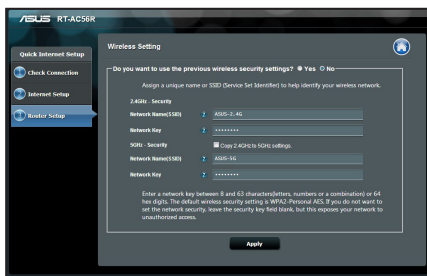 ASUS RT-AC56R
Quick Internet Setup
1 Check Connection
2 Internet Setup
3 Router Setup
Wireless Setting
Do you want to use the previous wireless security settings? Yes No
Assign a unique name or SSID (Service Set Identifier) to help identify your wireless network.
2.4GHz - Security
Network Name(SSID) ? ASUS-2.4G
Network Key ? ••••••••
5GHz - Security Copy 2.4GHz to 5GHz settings.
Network Name(SSID) ? ASUS-5G
Network Key ? ••••••••
Enter a network key between 8 and 63 characters(letters, numbers or a combination) or 64
hex digits. The default wireless security setting is WPA2-Personal AES. If you do not want to
set the network security, leave the security key field blank, but this exposes your network to
unauthorized access.
Apply